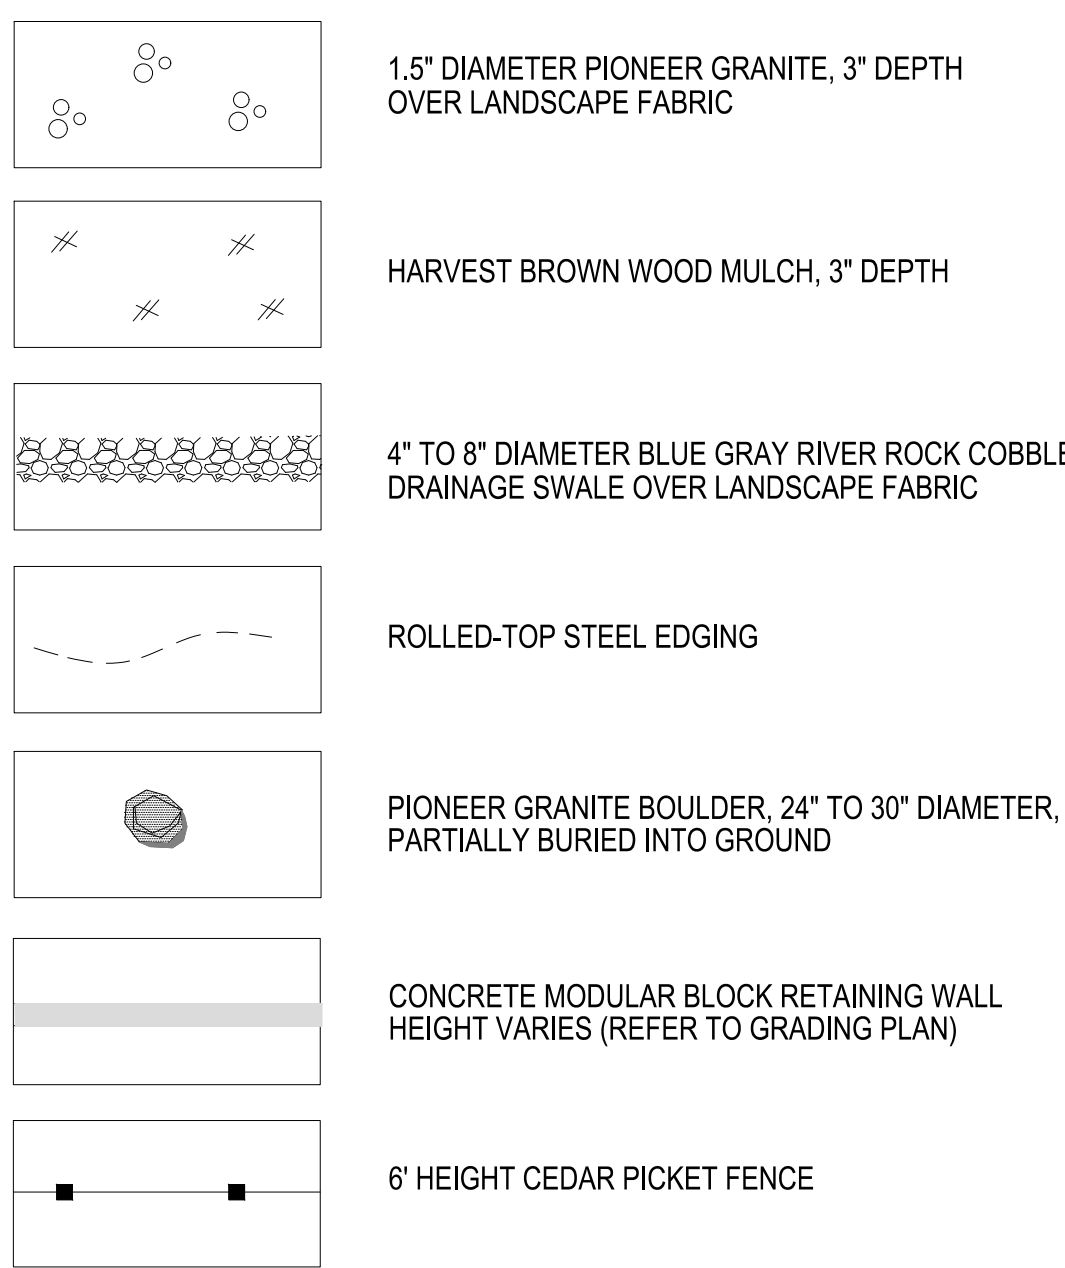 1.5" DIAMETER PIONEER GRANITE, 3" DEPTH
OVER LANDSCAPE FABRIC
HARVEST BROWN WOOD MULCH, 3" DEPTH
4" TO 8" DIAMETER BLUE GRAY RIVER ROCK COBBLE
DRAINAGE SWALE OVER LANDSCAPE FABRIC
ROLLED-TOP STEEL EDGING
PIONEER GRANITE BOULDER, 24" TO 30" DIAMETER,
PARTIALLY BURIED INTO GROUND
CONCRETE MODULAR BLOCK RETAINING WALL
HEIGHT VARIES (REFER TO GRADING PLAN)
6' HEIGHT CEDAR PICKET FENCE